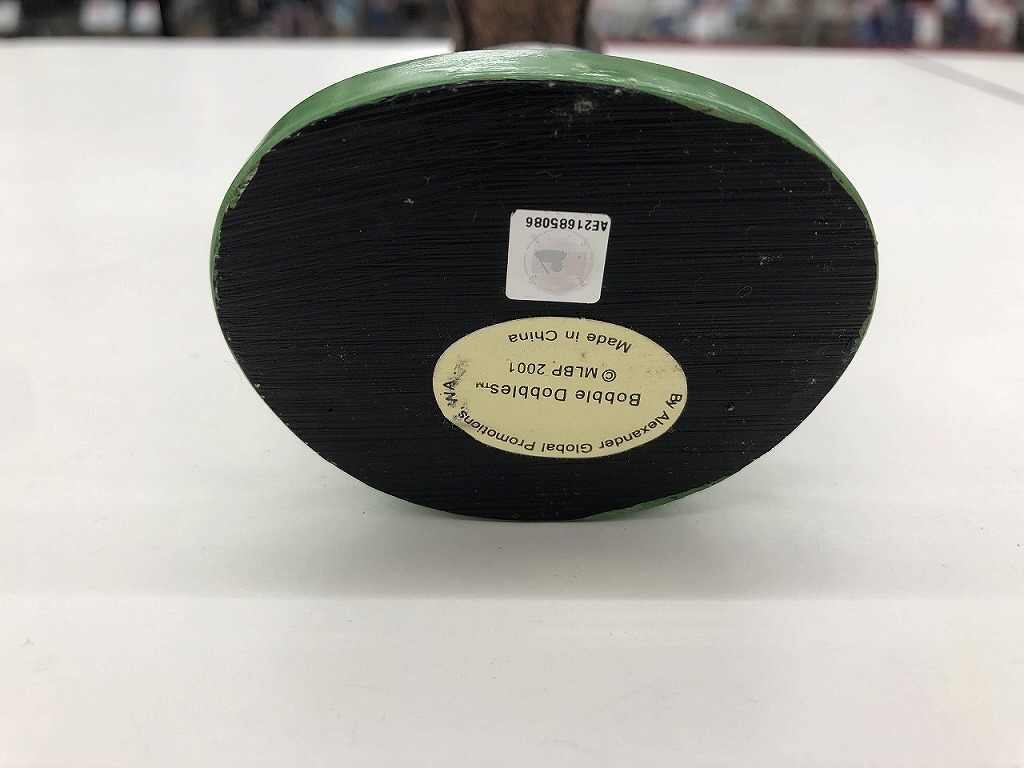 Made in China
© MLBP 2001
Bobble Dobbles™
By Alexander Global Promotions, WA.
AE21685086